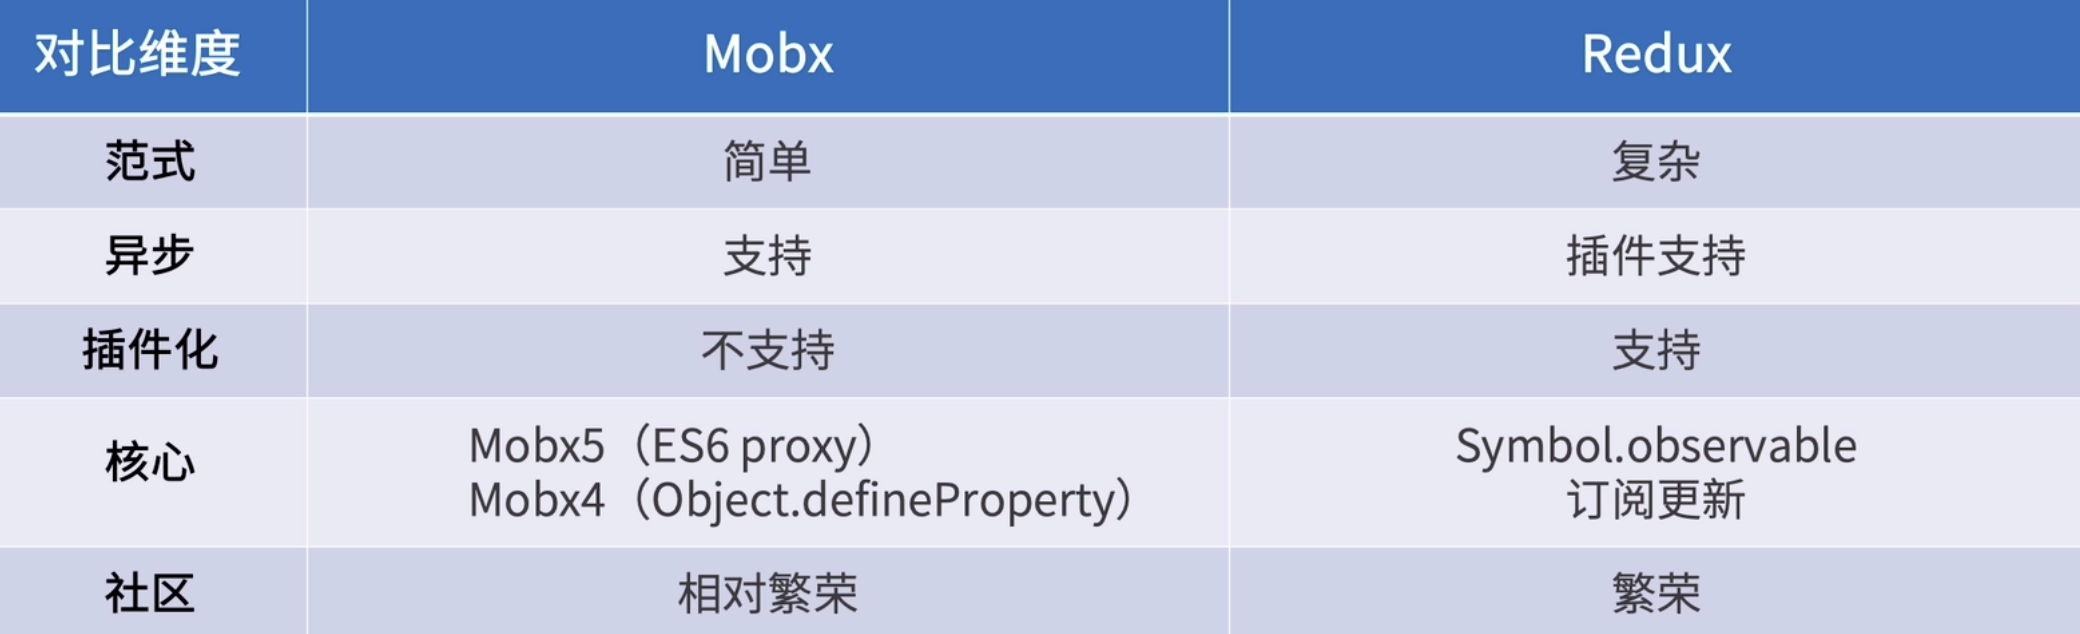 对比维度 Mobx Redux
范式 简单 复杂
异步 支持 插件支持
插件化 不支持 支持
核心 Mobx5（ES6 proxy） Symbol.observable
Mobx4（Object.defineProperty） 订阅更新
社区 相对繁荣 繁荣